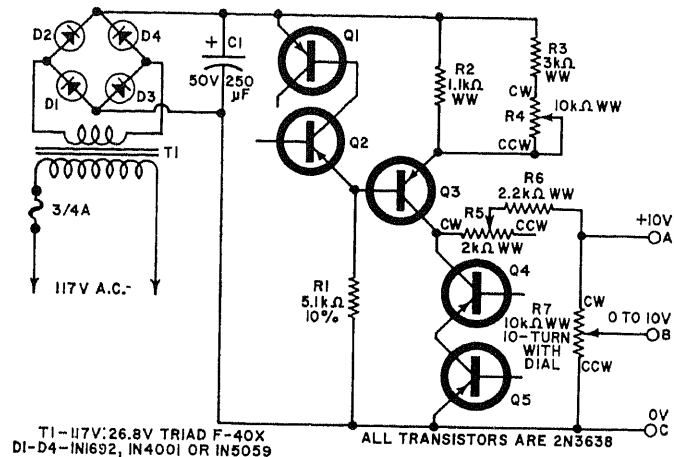 D2
D4
D1
D3
T1
3/4A
117V A.C.-
+
C1
50V 250
µF
Q1
Q2
R1
5.1kΩ
10%
R2
1.1kΩ
WW
R3
3kΩ
WW
CW
R4
10kΩ WW
CCW
Q3
R6
2.2kΩ WW
CW
R5
CCW
2kΩ WW
Q4
Q5
R7
10kΩ WW
10-TURN
WITH
DIAL
CW
CCW
+10V
A
0 TO 10V
B
0V
C
T1-117V:26.8V TRIAD F-40X
D1-D4-1N1692, 1N4001 OR 1N5059
ALL TRANSISTORS ARE 2N3638